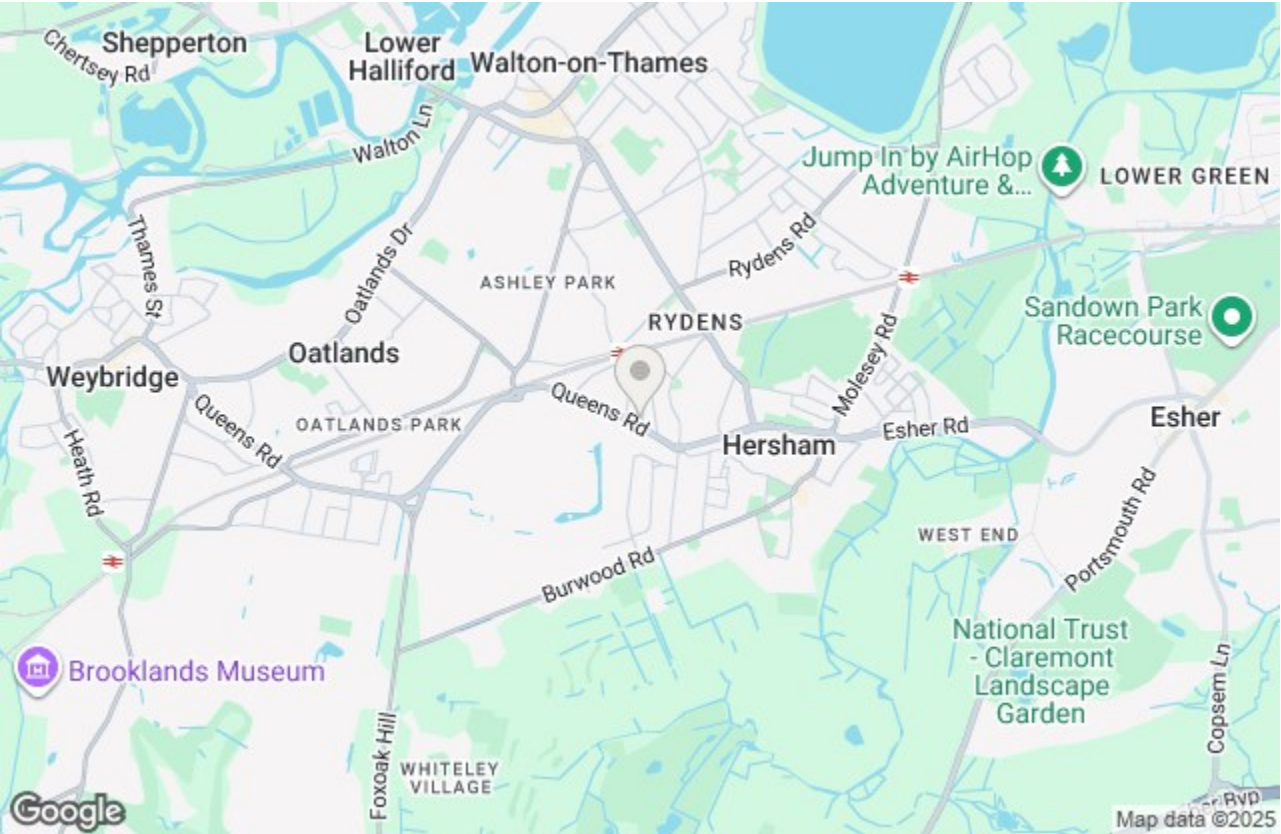 Shepperton
Lower
Halliford
Walton-on-Thames
Chertsey Rd
Walton Ln
Jump In by AirHop
Adventure &...
LOWER GREEN
Thames St
Oatlands Dr
Rydens Rd
ASHLEY PARK
RYDENS
Sandown Park
Racecourse
Oatlands
Weybridge
Molesey Rd
Queens Rd
Queens Rd
OATLANDS PARK
Hersham
Esher Rd
Esher
Heath Rd
WEST END
Portsmouth Rd
Burwood Rd
National Trust
- Claremont
Landscape
Garden
Brooklands Museum
Copsem Ln
Foxoak Hill
WHITELEY
VILLAGE
Google
Byp
Map data ©2025